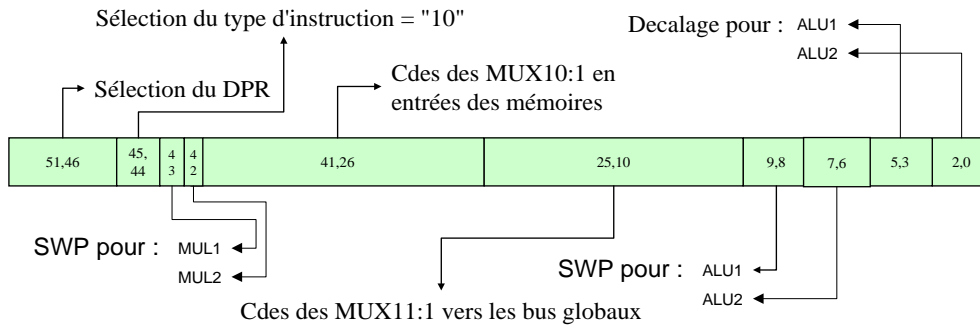 Sélection du type d'instruction = "10"
Decalage pour : ALU1
ALU2
Sélection du DPR
Cdes des MUX10:1 en
entrées des mémoires
51,46
45,
44
4
3
4
2
41,26
25,10
9,8
7,6
5,3
2,0
SWP pour : MUL1
MUL2
SWP pour : ALU1
ALU2
Cdes des MUX11:1 vers les bus globaux